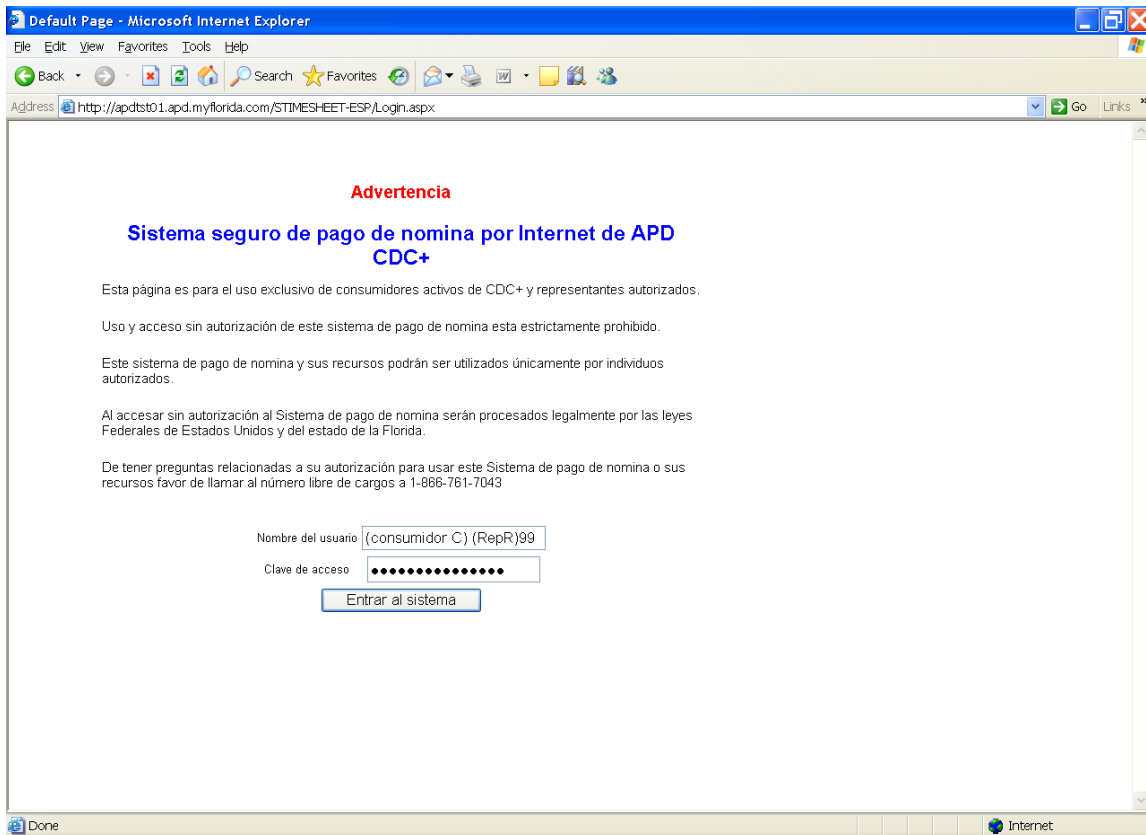 Default Page - Microsoft Internet Explorer
File Edit View Favorites Tools Help
Back Search Favorites
Address http://apdtst01.apd.myflorida.com/STIMESHEET-ESP/Login.aspx Go Links »
Advertencia
Sistema seguro de pago de nomina por Internet de APD
CDC+
Esta página es para el uso exclusivo de consumidores activos de CDC+ y representantes autorizados.
Uso y acceso sin autorización de este sistema de pago de nomina esta estrictamente prohibido.
Este sistema de pago de nomina y sus recursos podrán ser utilizados únicamente por individuos
autorizados.
Al accesar sin autorización al Sistema de pago de nomina serán procesados legalmente por las leyes
Federales de Estados Unidos y del estado de la Florida.
De tener preguntas relacionadas a su autorización para usar este Sistema de pago de nomina o sus
recursos favor de llamar al número libre de cargos a 1-866-761-7043
Nombre del usuario (consumidor C) (RepR)99
Clave de acceso •••••••••••••••
Entrar al sistema
Done Internet